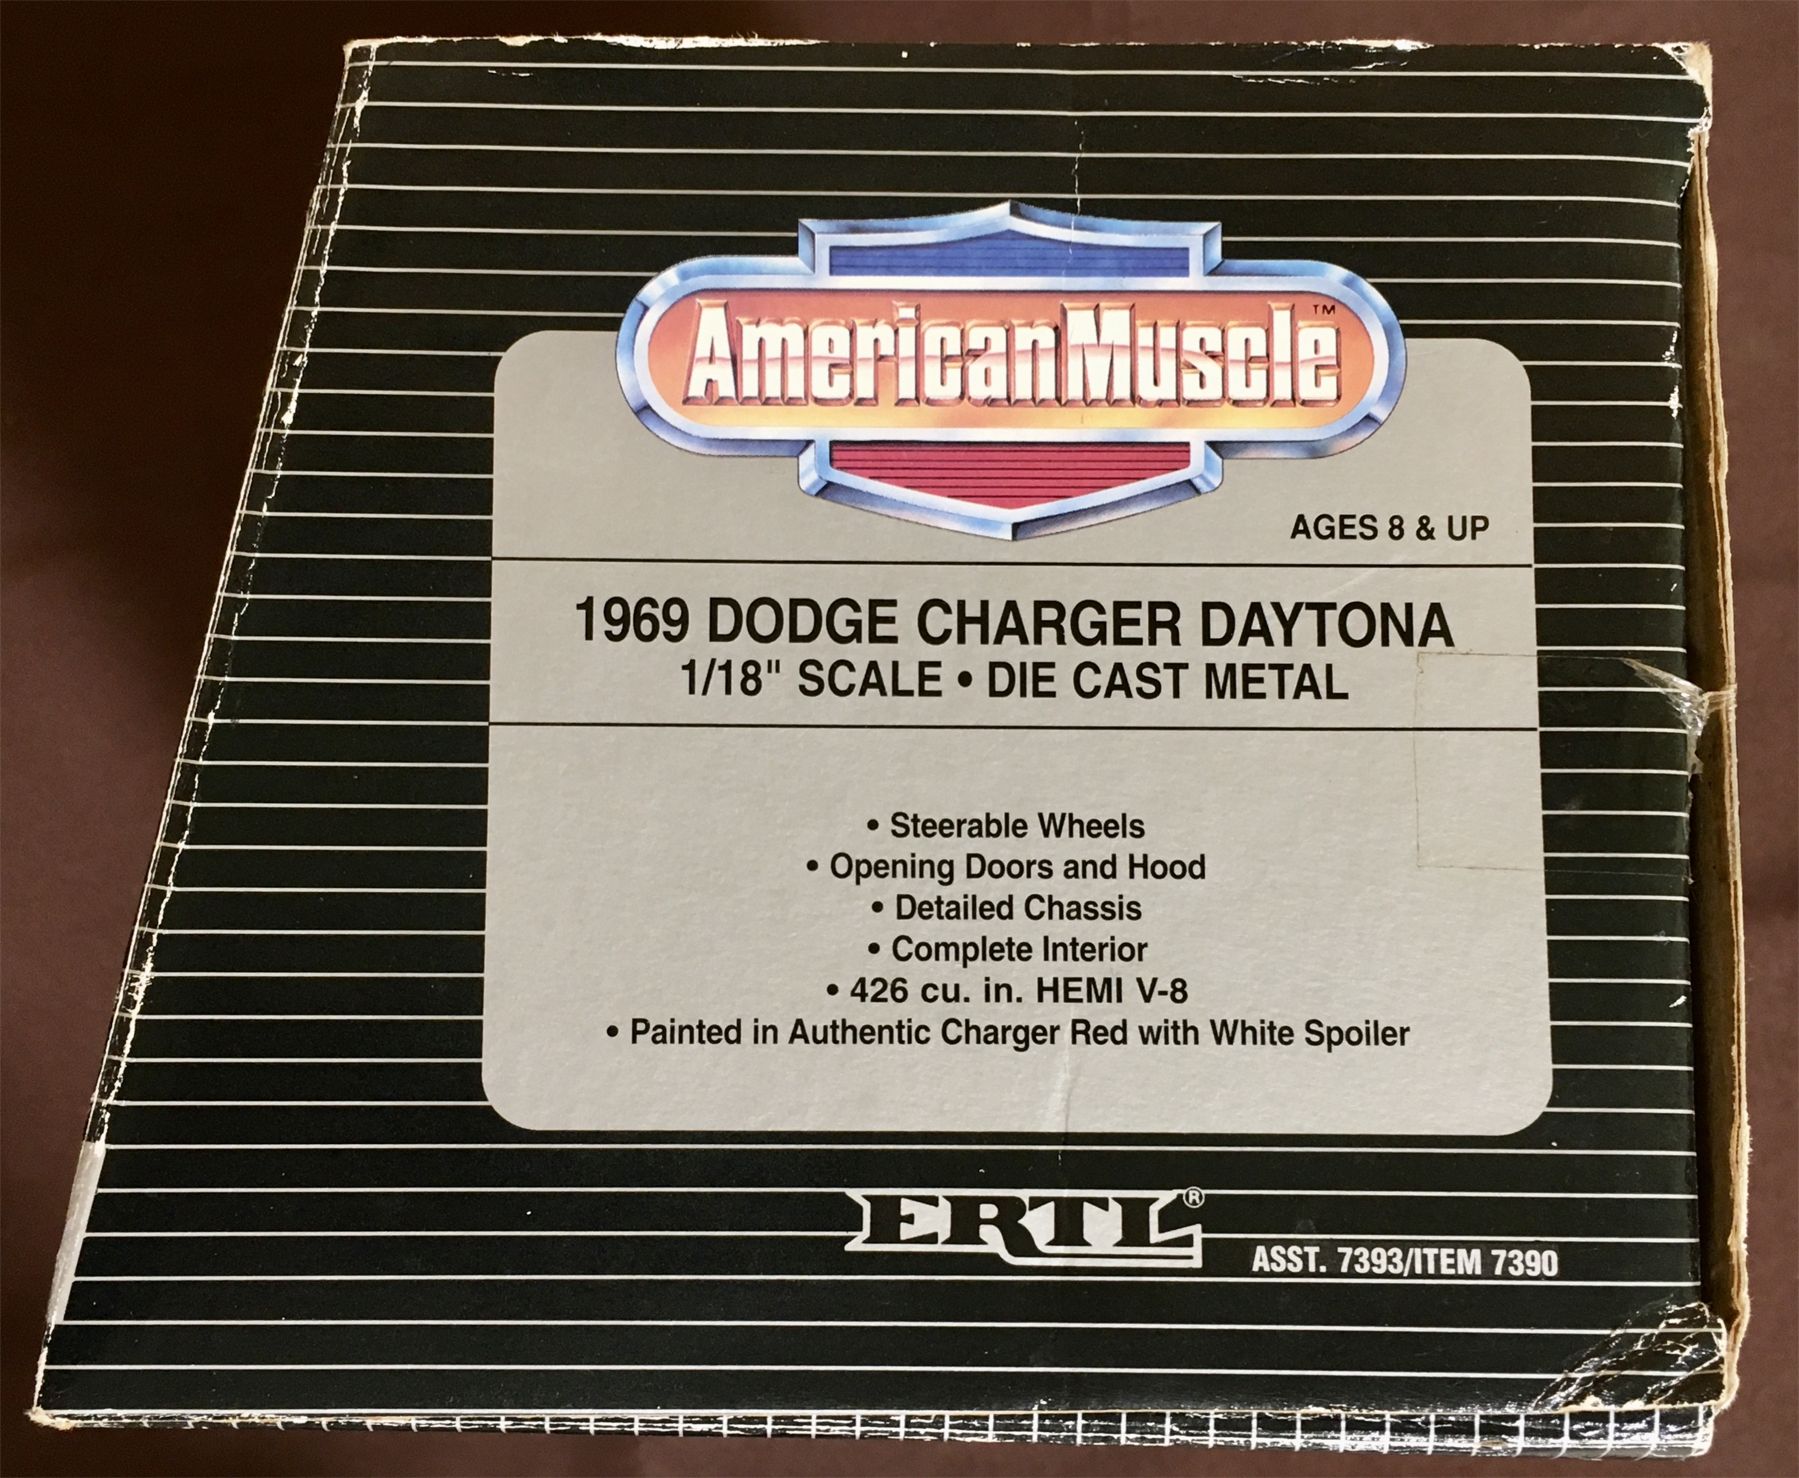 AmericanMuscle™
AGES 8 & UP
1969 DODGE CHARGER DAYTONA
1/18" SCALE • DIE CAST METAL
• Steerable Wheels
• Opening Doors and Hood
• Detailed Chassis
• Complete Interior
• 426 cu. in. HEMI V-8
• Painted in Authentic Charger Red with White Spoiler
ERTL®
ASST. 7393/ITEM 7390